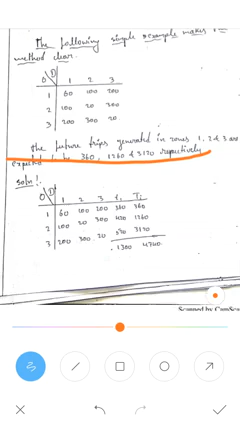 The following simple example makes the
method clear.
O D 1 2 3
1 60 100 200
2 100 20 300
3 200 300 20
The future trips generated in zones 1, 2 & 3 are
expected to be 360, 1260 & 3120 repectively
soln!.
O D 1 2 3 ti Ti
1 60 100 200 360 360
2 100 20 300 420 1260
3 200 300 20 520 3120
1300 4740
Scanned by CamScan